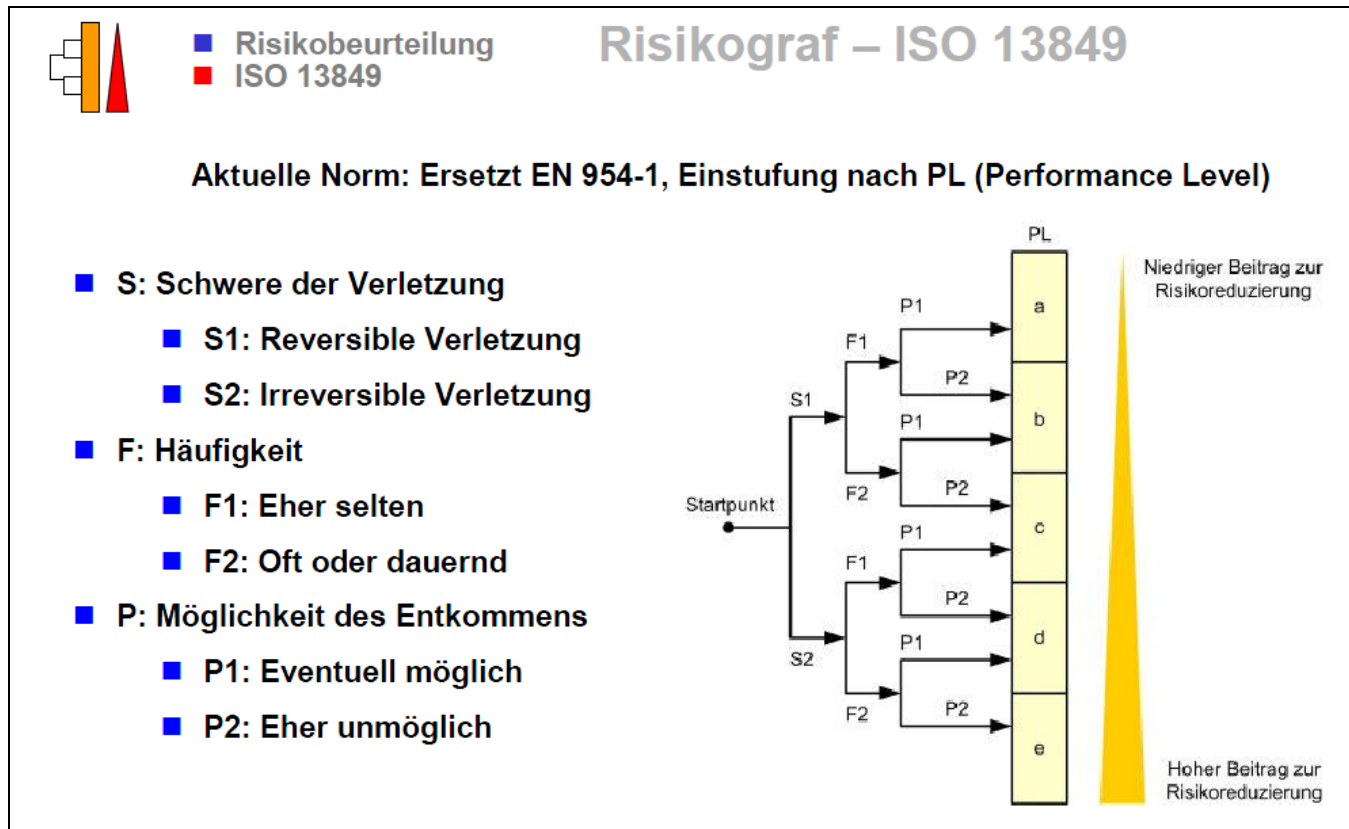 Risikobeurteilung
ISO 13849
Risikograf – ISO 13849
Aktuelle Norm: Ersetzt EN 954-1, Einstufung nach PL (Performance Level)
S: Schwere der Verletzung
S1: Reversible Verletzung
S2: Irreversible Verletzung
F: Häufigkeit
F1: Eher selten
F2: Oft oder dauernd
P: Möglichkeit des Entkommens
P1: Eventuell möglich
P2: Eher unmöglich
PL
Niedriger Beitrag zur
Risikoreduzierung
P1
a
F1
P2
S1
P1
b
F2
P2
Startpunkt
c
P1
F1
P2
d
S2
P1
F2
P2
e
Hoher Beitrag zur
Risikoreduzierung